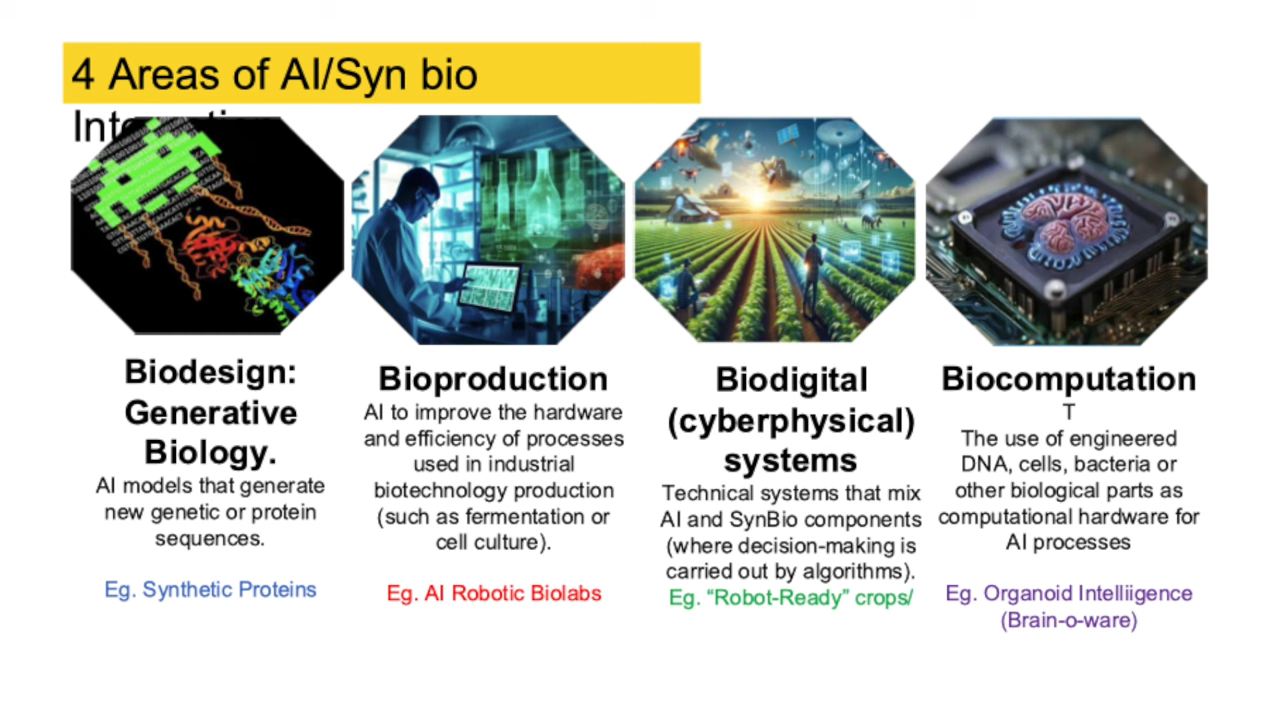 4 Areas of AI/Syn bio
Biodesign:
Generative
Biology.
AI models that generate
new genetic or protein
sequences.
Eg. Synthetic Proteins
Bioproduction
AI to improve the hardware
and efficiency of processes
used in industrial
biotechnology production
(such as fermentation or
cell culture).
Eg. AI Robotic Biolabs
Biodigital
(cyberphysical)
systems
Technical systems that mix
AI and SynBio components
(where decision-making is
carried out by algorithms).
Eg. “Robot-Ready” crops/
Biocomputation
T
The use of engineered
DNA, cells, bacteria or
other biological parts as
computational hardware for
AI processes
Eg. Organoid Intelliigence
(Brain-o-ware)